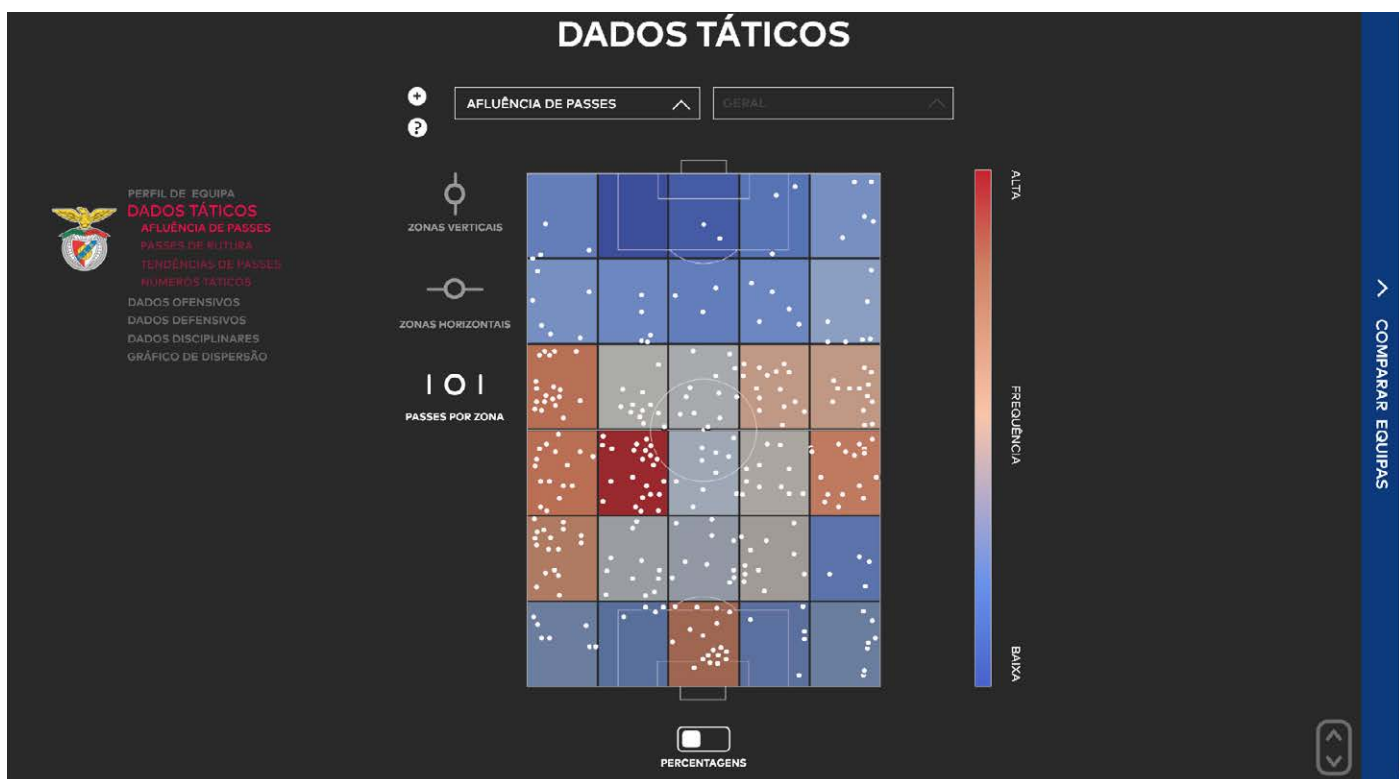 DADOS TÁTICOS
+
AFLUÊNCIA DE PASSES
GERAL
?
PERFIL DE EQUIPA
DADOS TÁTICOS
AFLUÊNCIA DE PASSES
PASSES DE RUTURA
TENDÊNCIAS DE PASSES
NÚMEROS TÁTICOS
DADOS OFENSIVOS
DADOS DEFENSIVOS
DADOS DISCIPLINARES
GRÁFICO DE DISPERSÃO
ZONAS VERTICAIS
ZONAS HORIZONTAIS
PASSES POR ZONA
ALTA
FREQUÊNCIA
BAIXA
COMPARAR EQUIPAS
PERCENTAGENS